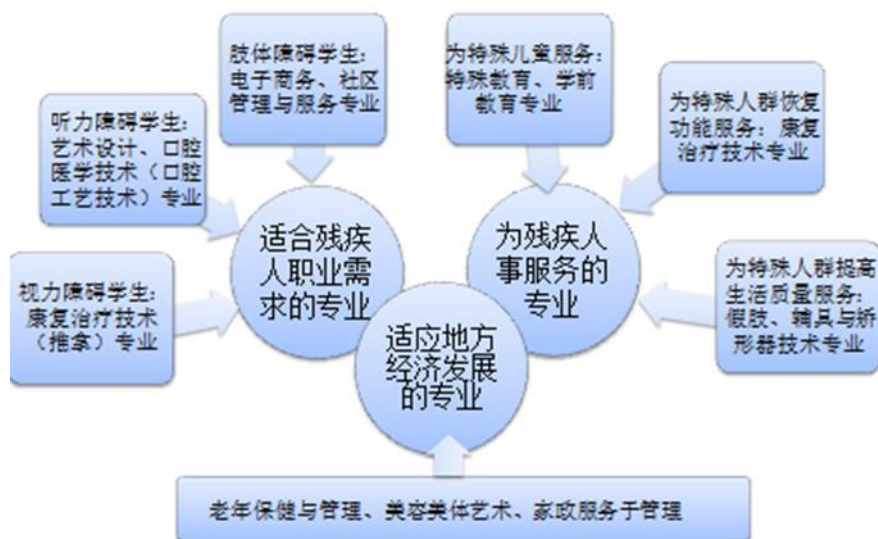 肢体障碍学生：
电子商务、社区
管理与服务专业
为特殊儿童服务：
特殊教育、学前
教育专业
听力障碍学生：
艺术设计、口腔
医学技术（口腔
工艺技术）专业
为特殊人群恢复
功能服务：康复
治疗技术专业
适合残疾
人职业需
求的专业
为残疾人
事服务的
专业
视力障碍学生：
康复治疗技术
（推拿）专业
为特殊人群提高
生活质量服务：
假肢、辅具与矫
形器技术专业
适应地方
经济发展
的专业
老年保健与管理、美容美体艺术、家政服务于管理